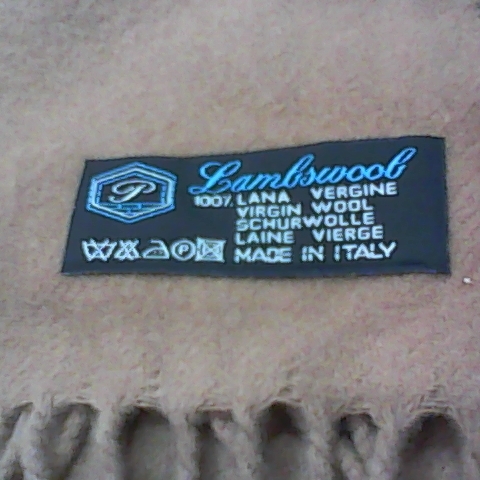 P
Lambswool
100% LANA VERGINE
VIRGIN WOOL
SCHURWOLLE
LAINE VIERGE
P MADE IN ITALY